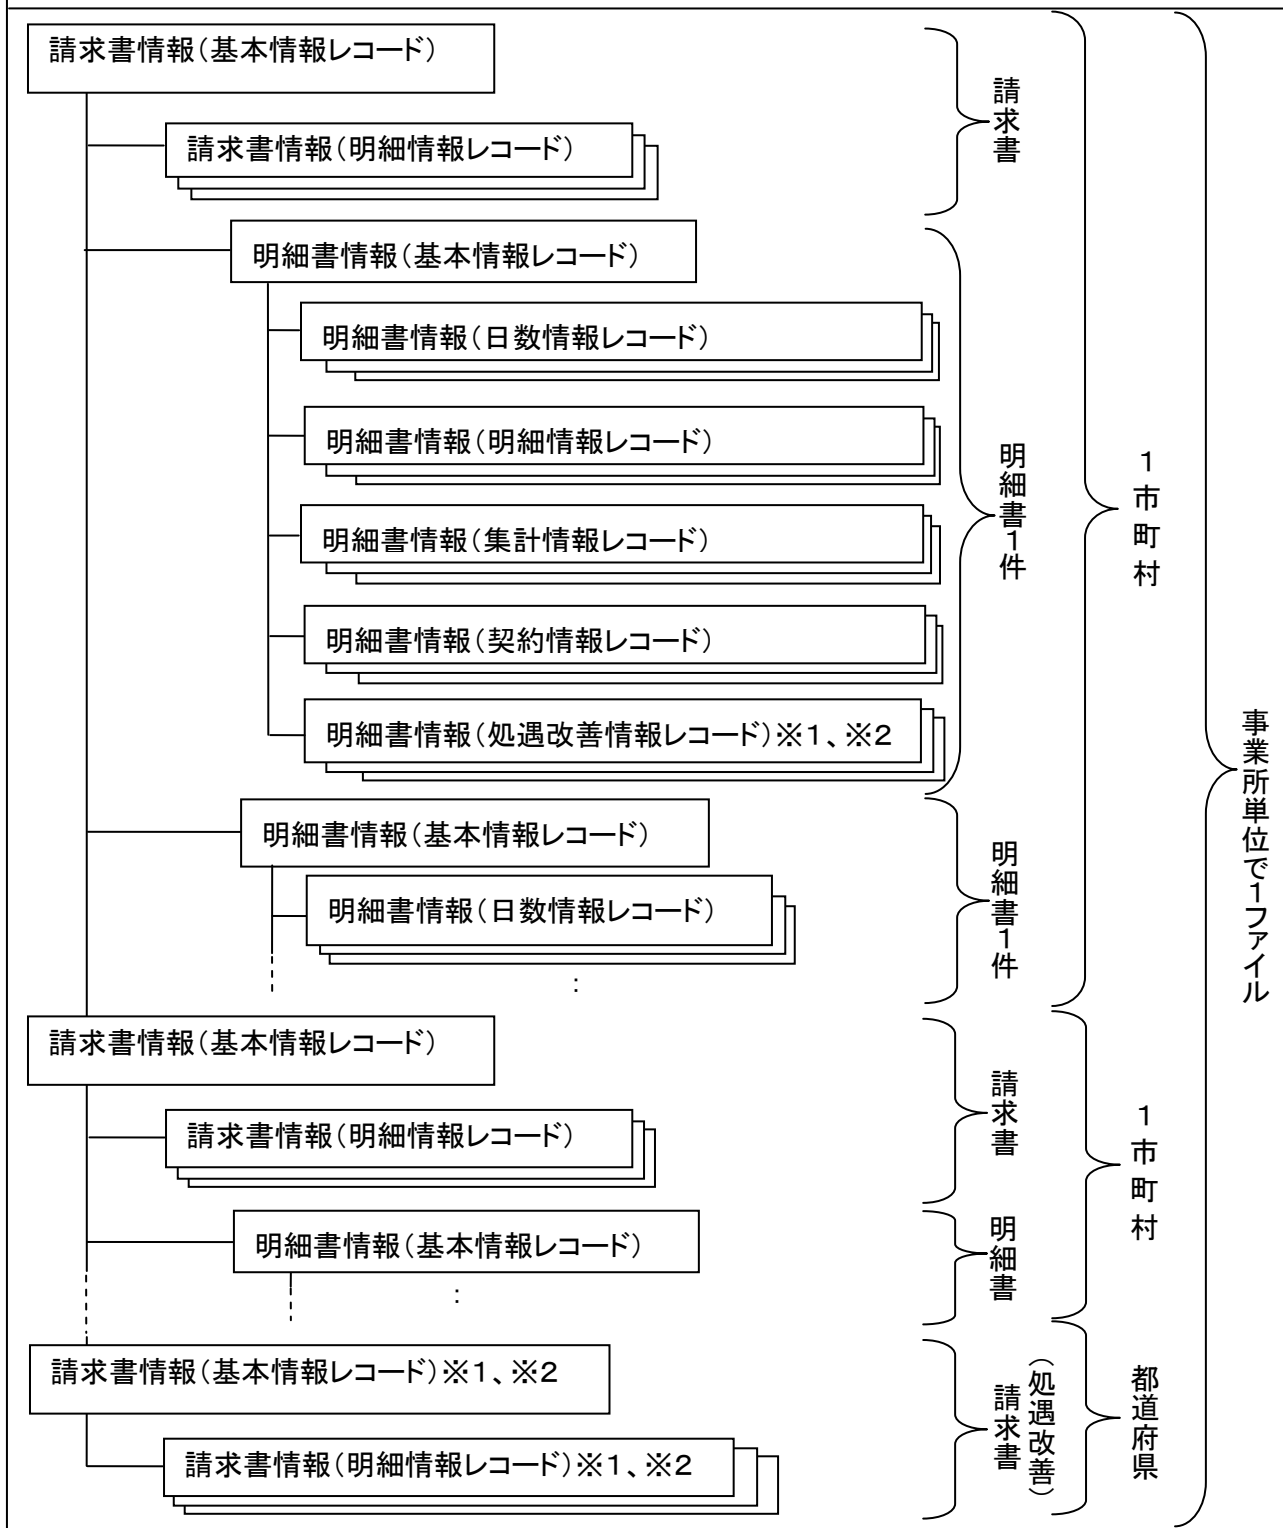 請求書情報(基本情報レコード)
請求書情報(明細情報レコード)
請求書
明細書情報(基本情報レコード)
明細書情報(日数情報レコード)
明細書情報(明細情報レコード)
明細書情報(集計情報レコード)
明細書情報(契約情報レコード)
明細書情報(処遇改善情報レコード)※1、※2
明細書1件
明細書情報(基本情報レコード)
明細書情報(日数情報レコード)
:
明細書1件
1市町村
請求書情報(基本情報レコード)
請求書情報(明細情報レコード)
請求書
明細書情報(基本情報レコード)
:
明細書
1市町村
請求書情報(基本情報レコード)※1、※2
請求書情報(明細情報レコード)※1、※2
請求書
(処遇改善)
都道府県
事業所単位で1ファイル